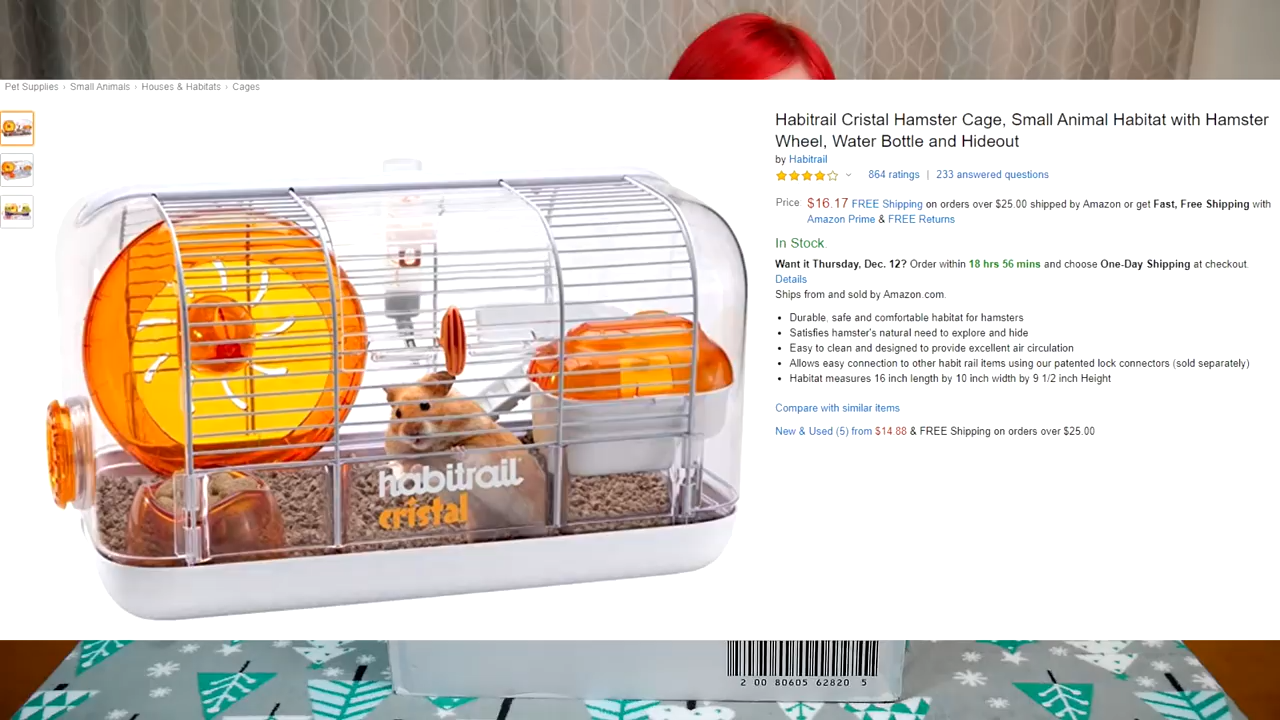 Pet Supplies › Small Animals › Houses & Habitats › Cages
Habitrail Cristal Hamster Cage, Small Animal Habitat with Hamster
Wheel, Water Bottle and Hideout
by Habitrail
864 ratings | 233 answered questions
Price: $16.17 FREE Shipping on orders over $25.00 shipped by Amazon or get Fast, Free Shipping with
Amazon Prime & FREE Returns
In Stock.
Want it Thursday, Dec. 12? Order within 18 hrs 56 mins and choose One-Day Shipping at checkout.
Details
Ships from and sold by Amazon.com.
• Durable, safe and comfortable habitat for hamsters
• Satisfies hamster's natural need to explore and hide
• Easy to clean and designed to provide excellent air circulation
• Allows easy connection to other habit rail items using our patented lock connectors (sold separately)
• Habitat measures 16 inch length by 10 inch width by 9 1/2 inch Height
Compare with similar items
New & Used (5) from $14.88 & FREE Shipping on orders over $25.00
habitrail
cristal
2 00 80605 62820 5